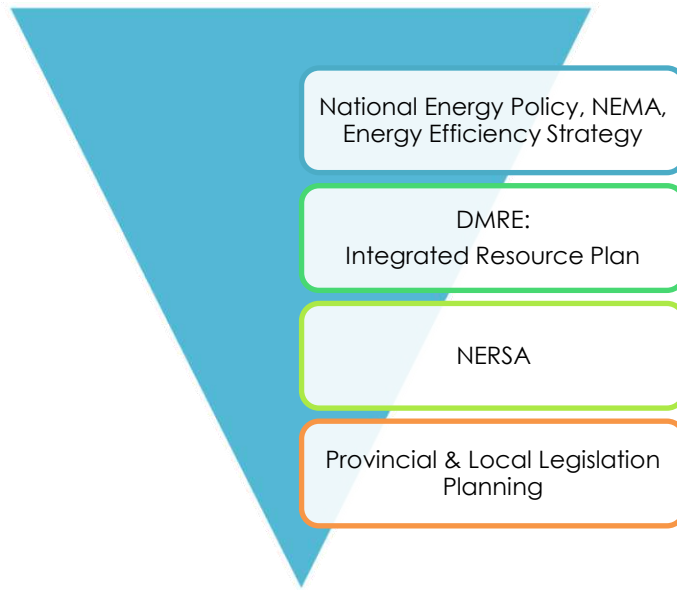 National Energy Policy, NEMA,
Energy Efficiency Strategy
DMRE:
Integrated Resource Plan
NERSA
Provincial & Local Legislation
Planning